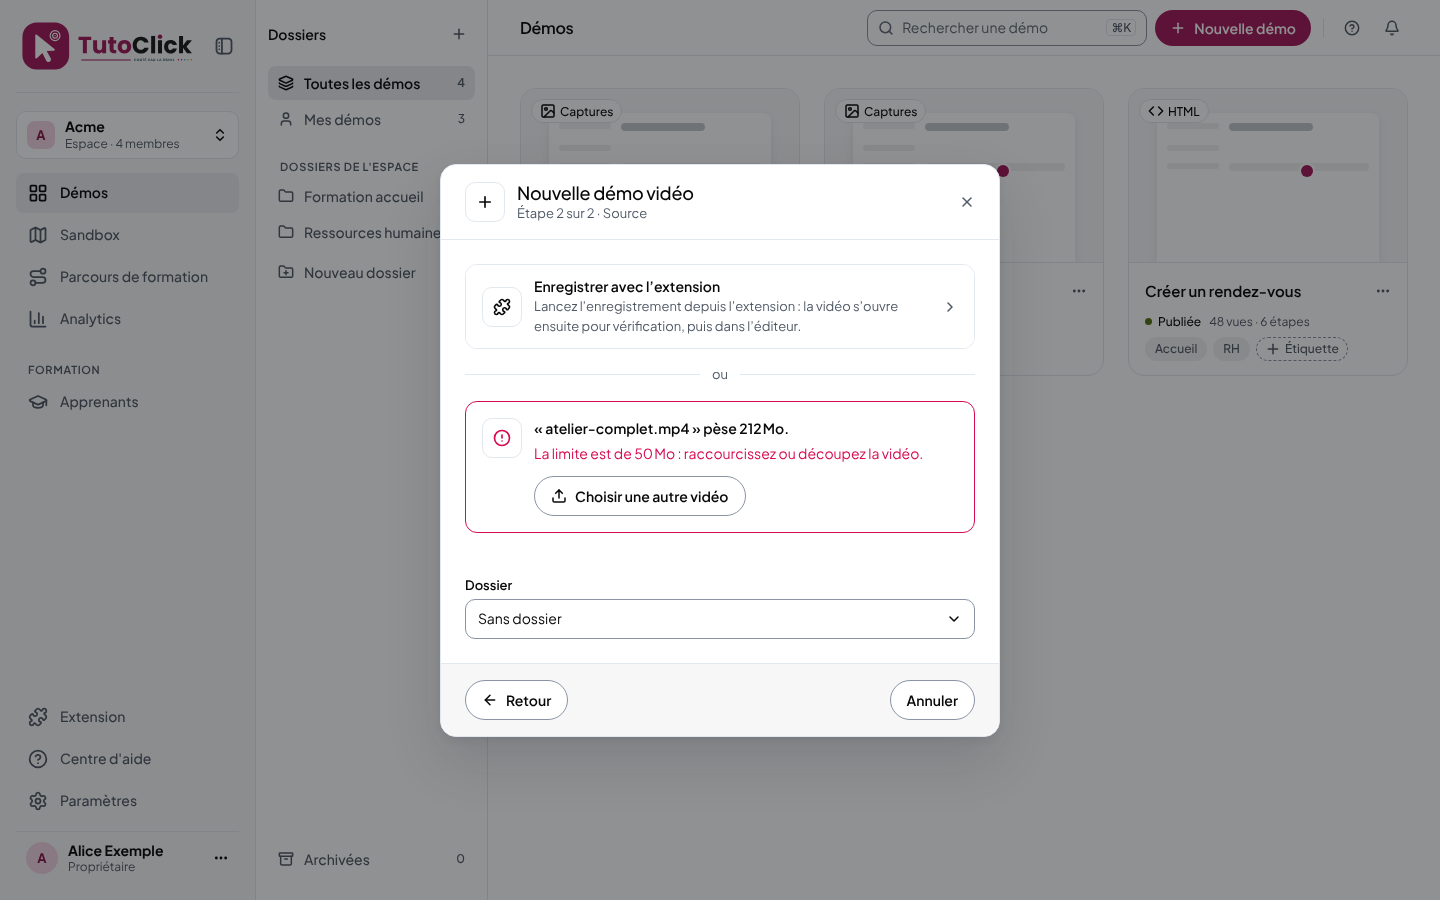 TutoClick
Acme
Espace · 4 membres
Démos
Sandbox
Parcours de formation
Analytics
FORMATION
Apprenants
Extension
Centre d'aide
Paramètres
A
A
Alice Exemple
Propriétaire
Dossiers
Toutes les démos 4
Mes démos 3
DOSSIERS DE L'ESPACE
Formation accueil
Ressources humaine
Nouveau dossier
Archivées 0
Démos
Rechercher une démo ⌘K
Nouvelle démo
Captures
Captures
HTML
Créer un rendez-vous
Publiée 48 vues · 6 étapes
Accueil RH Étiquette
Nouvelle démo vidéo
Étape 2 sur 2 · Source
Enregistrer avec l’extension
Lancez l’enregistrement depuis l’extension : la vidéo s’ouvre
ensuite pour vérification, puis dans l’éditeur.
ou
« atelier-complet.mp4 » pèse 212 Mo.
La limite est de 50 Mo : raccourcissez ou découpez la vidéo.
Choisir une autre vidéo
Dossier
Sans dossier
Retour
Annuler